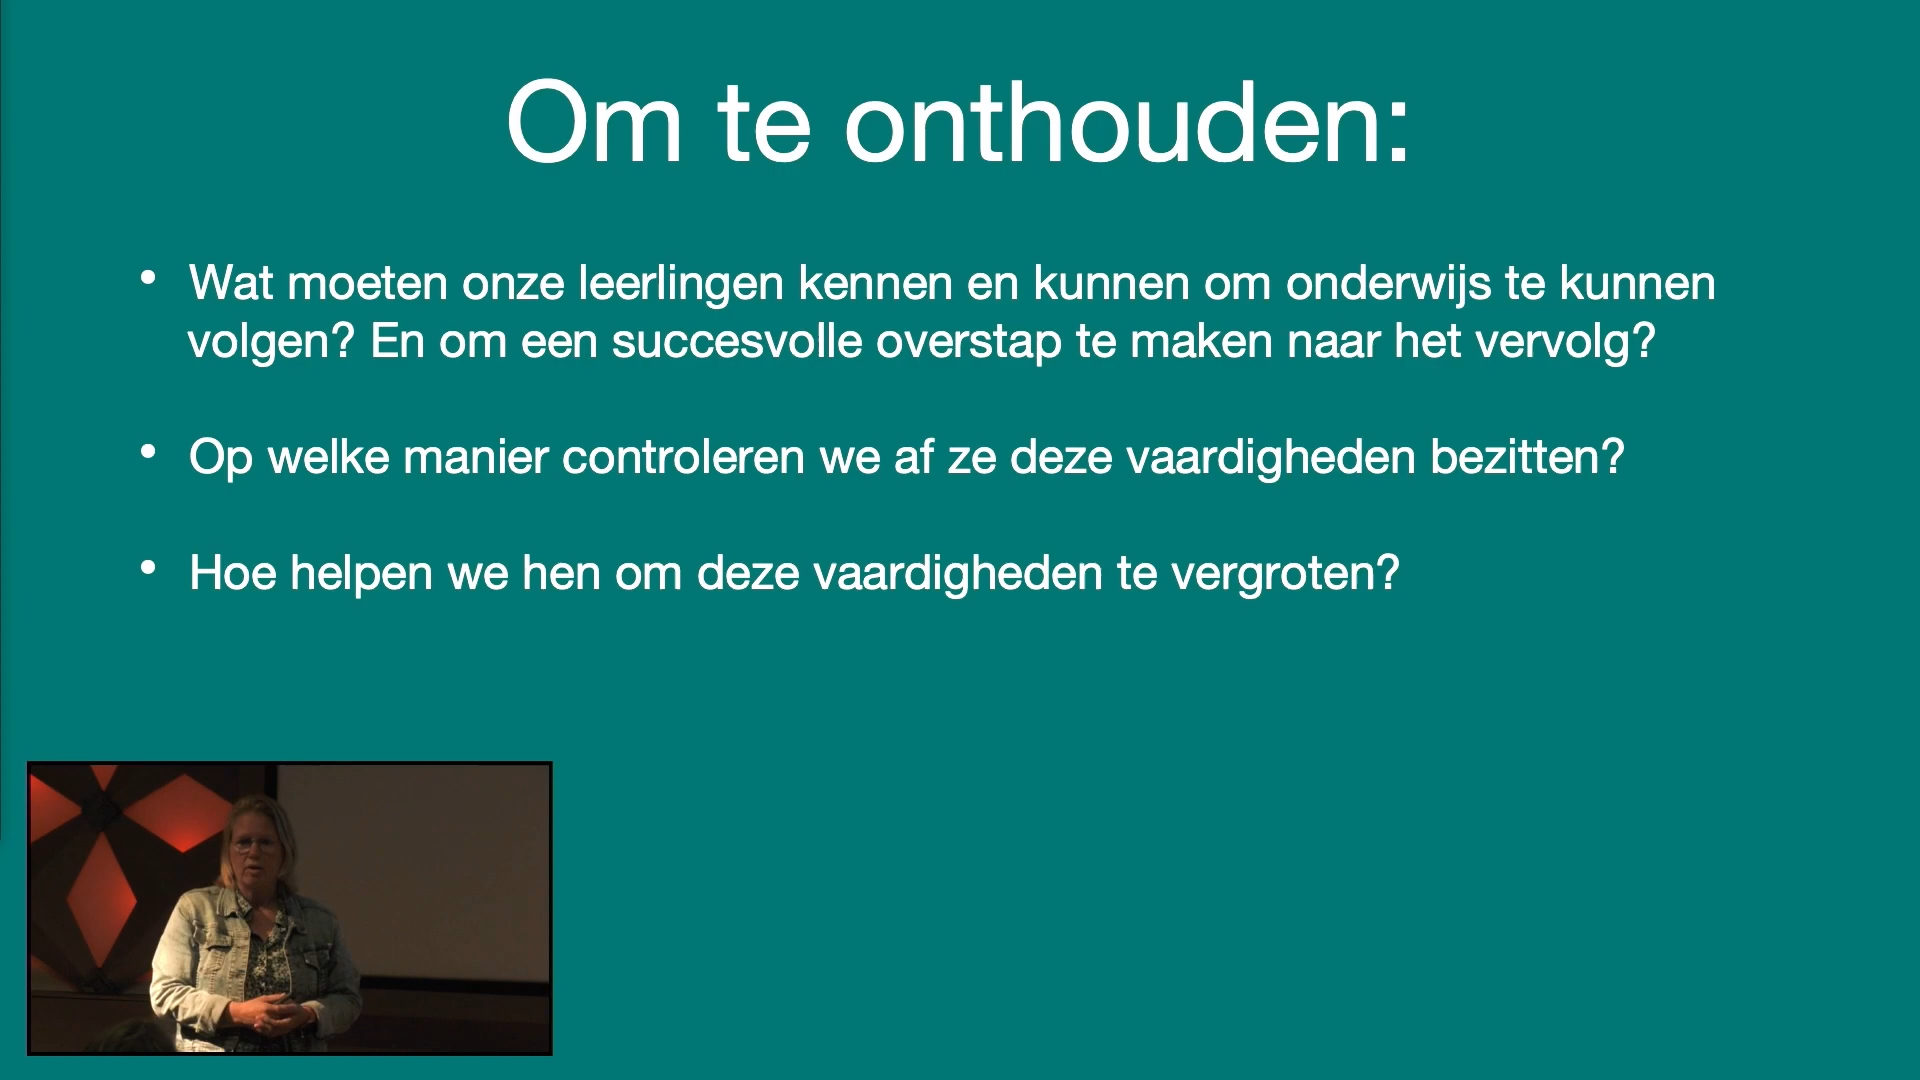 Om te onthouden:
• Wat moeten onze leerlingen kennen en kunnen om onderwijs te kunnen
volgen? En om een succesvolle overstap te maken naar het vervolg?
• Op welke manier controleren we af ze deze vaardigheden bezitten?
• Hoe helpen we hen om deze vaardigheden te vergroten?